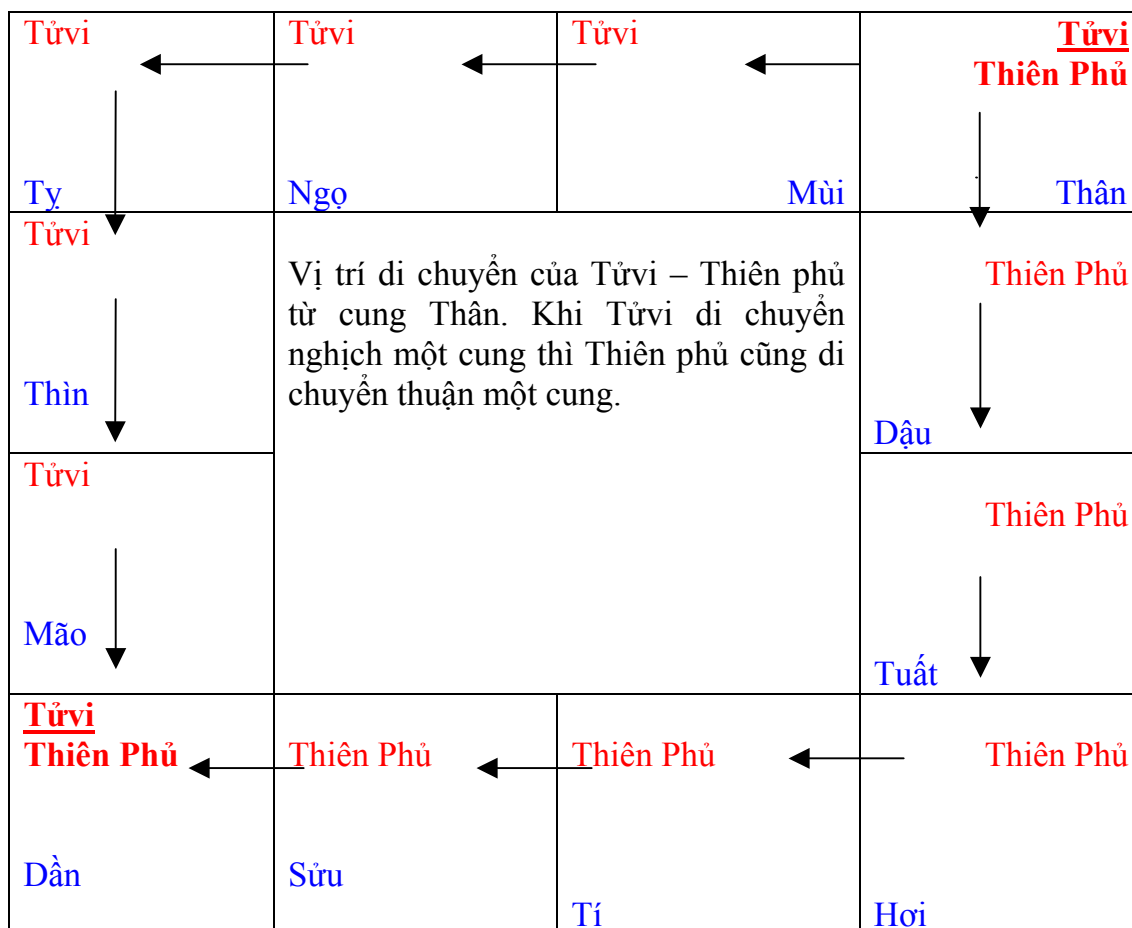 Tửvi
Tỵ
Tửvi
Ngọ
Tửvi
Mùi
Tửvi
Thiên Phủ
Thân
Tửvi
Thìn
Vị trí di chuyển của Tửvi – Thiên phủ
từ cung Thân. Khi Tửvi di chuyển
nghịch một cung thì Thiên phủ cũng di
chuyển thuận một cung.
Thiên Phủ
Dậu
Tửvi
Mão
Thiên Phủ
Tuất
Tửvi
Thiên Phủ
Dần
Thiên Phủ
Sửu
Thiên Phủ
Tí
Thiên Phủ
Hơi